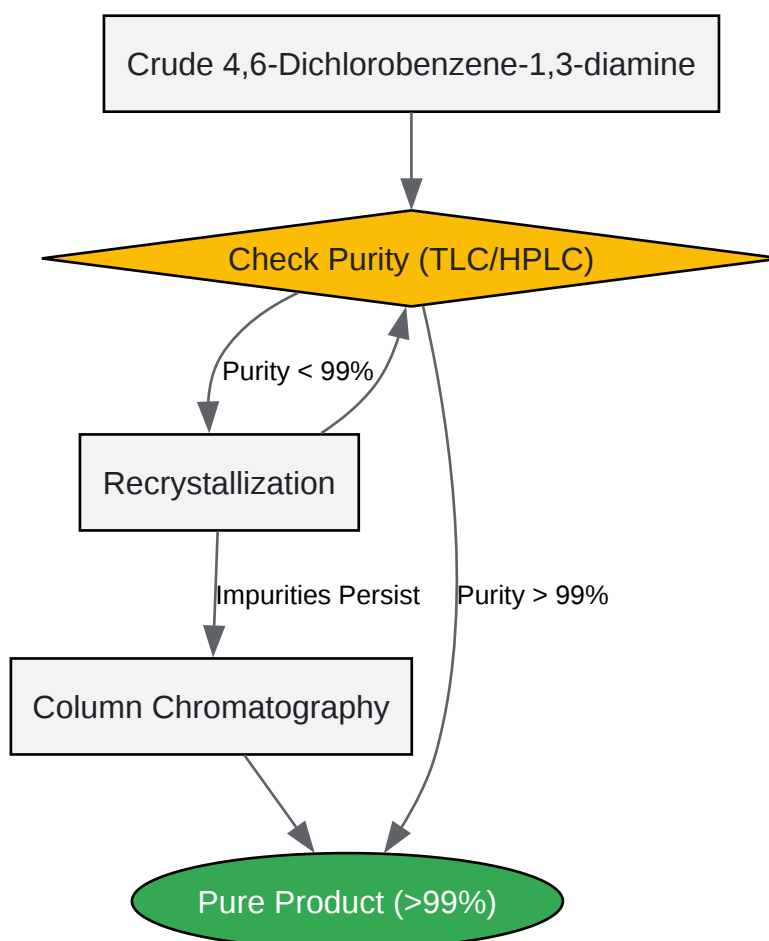 Crude 4,6-Dichlorobenzene-1,3-diamine
Check Purity (TLC/HPLC)
Purity < 99%
Recrystallization
Impurities Persist
Purity > 99%
Column Chromatography
Pure Product (>99%)